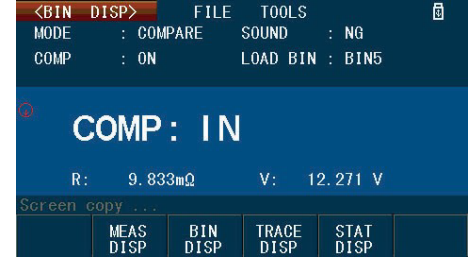 <BIN DISP> FILE TOOLS
MODE : COMPARE SOUND : NG
COMP : ON LOAD BIN : BIN5
COMP: IN
R: 9.833mΩ V: 12.271 V
Screen copy ...
MEAS DISP BIN DISP TRACE DISP STAT DISP